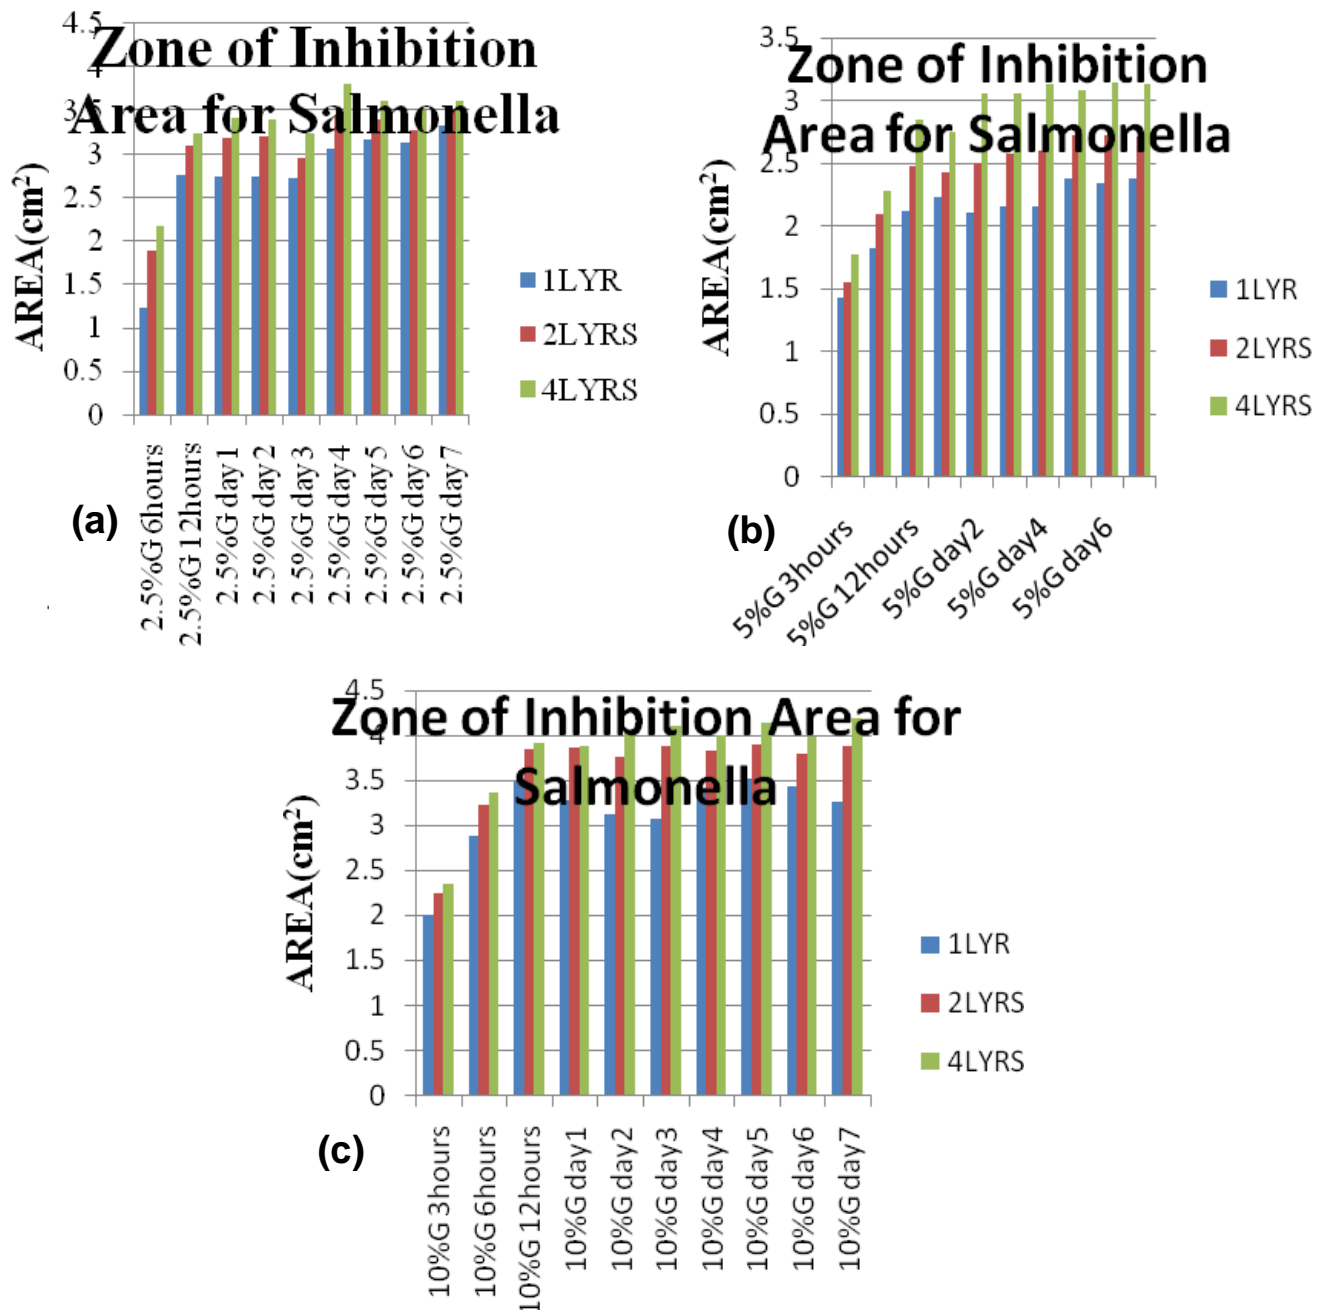 Zone of Inhibition
Area for Salmonella
AREA(cm²)
4.5
4
3.5
3
2.5
2
1.5
1
0.5
0
2.5%G 6hours
2.5%G 12hours
2.5%G day1
2.5%G day2
2.5%G day3
2.5%G day4
2.5%G day5
2.5%G day6
2.5%G day7
1LYR
2LYRS
4LYRS
(a)
Zone of Inhibition
Area for Salmonella
AREA(cm²)
3.5
3
2.5
2
1.5
1
0.5
0
5%G 3hours
5%G 12hours
5%G day2
5%G day4
5%G day6
1LYR
2LYRS
4LYRS
(b)
Zone of Inhibition Area for
Salmonella
AREA(cm²)
4.5
4
3.5
3
2.5
2
1.5
1
0.5
0
10%G 3hours
10%G 6hours
10%G 12hours
10%G day1
10%G day2
10%G day3
10%G day4
10%G day5
10%G day6
10%G day7
1LYR
2LYRS
4LYRS
(c)